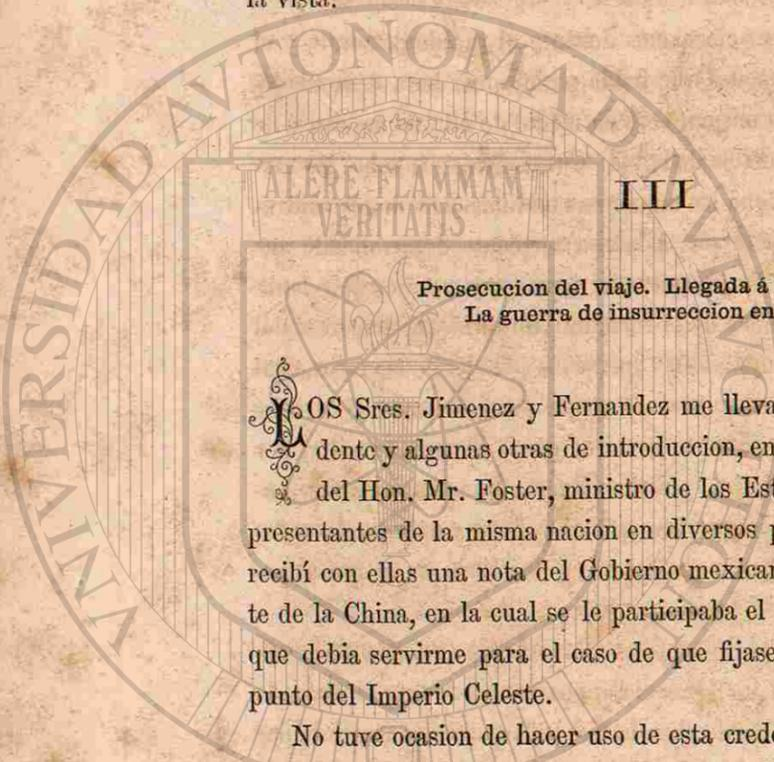 la vista.
UNIVERSIDAD AVTONOMA D
ALERE FLAMMAM
VERITATIS
III
Prosecucion del viaje. Llegada á
La guerra de insurreccion en
LOS Sres. Jimenez y Fernandez me lleva
dente y algunas otras de introduccion, en
del Hon. Mr. Foster, ministro de los Est
presentantes de la misma nacion en diversos
recibí con ellas una nota del Gobierno mexica
te de la China, en la cual se le participaba el
que debia servirme para el caso de que fijase
punto del Imperio Celeste.
No tuve ocasion de hacer uso de esta crede